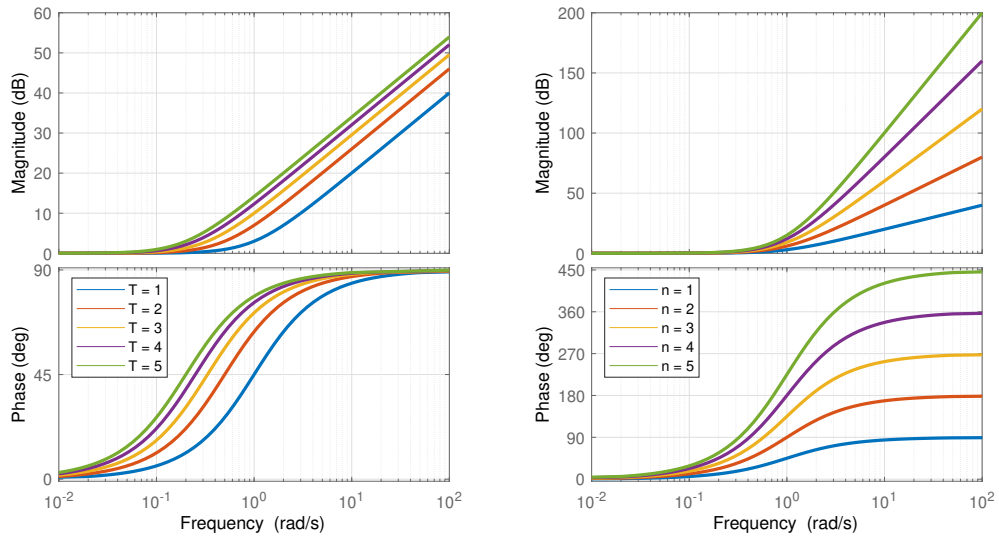 60
50
40
30
20
10
0
Magnitude (dB)
90
45
0
Phase (deg)
T = 1
T = 2
T = 3
T = 4
T = 5
10^-2
10^-1
10^0
10^1
10^2
Frequency (rad/s)
200
150
100
50
0
Magnitude (dB)
450
360
270
180
90
0
Phase (deg)
n = 1
n = 2
n = 3
n = 4
n = 5
10^-2
10^-1
10^0
10^1
10^2
Frequency (rad/s)